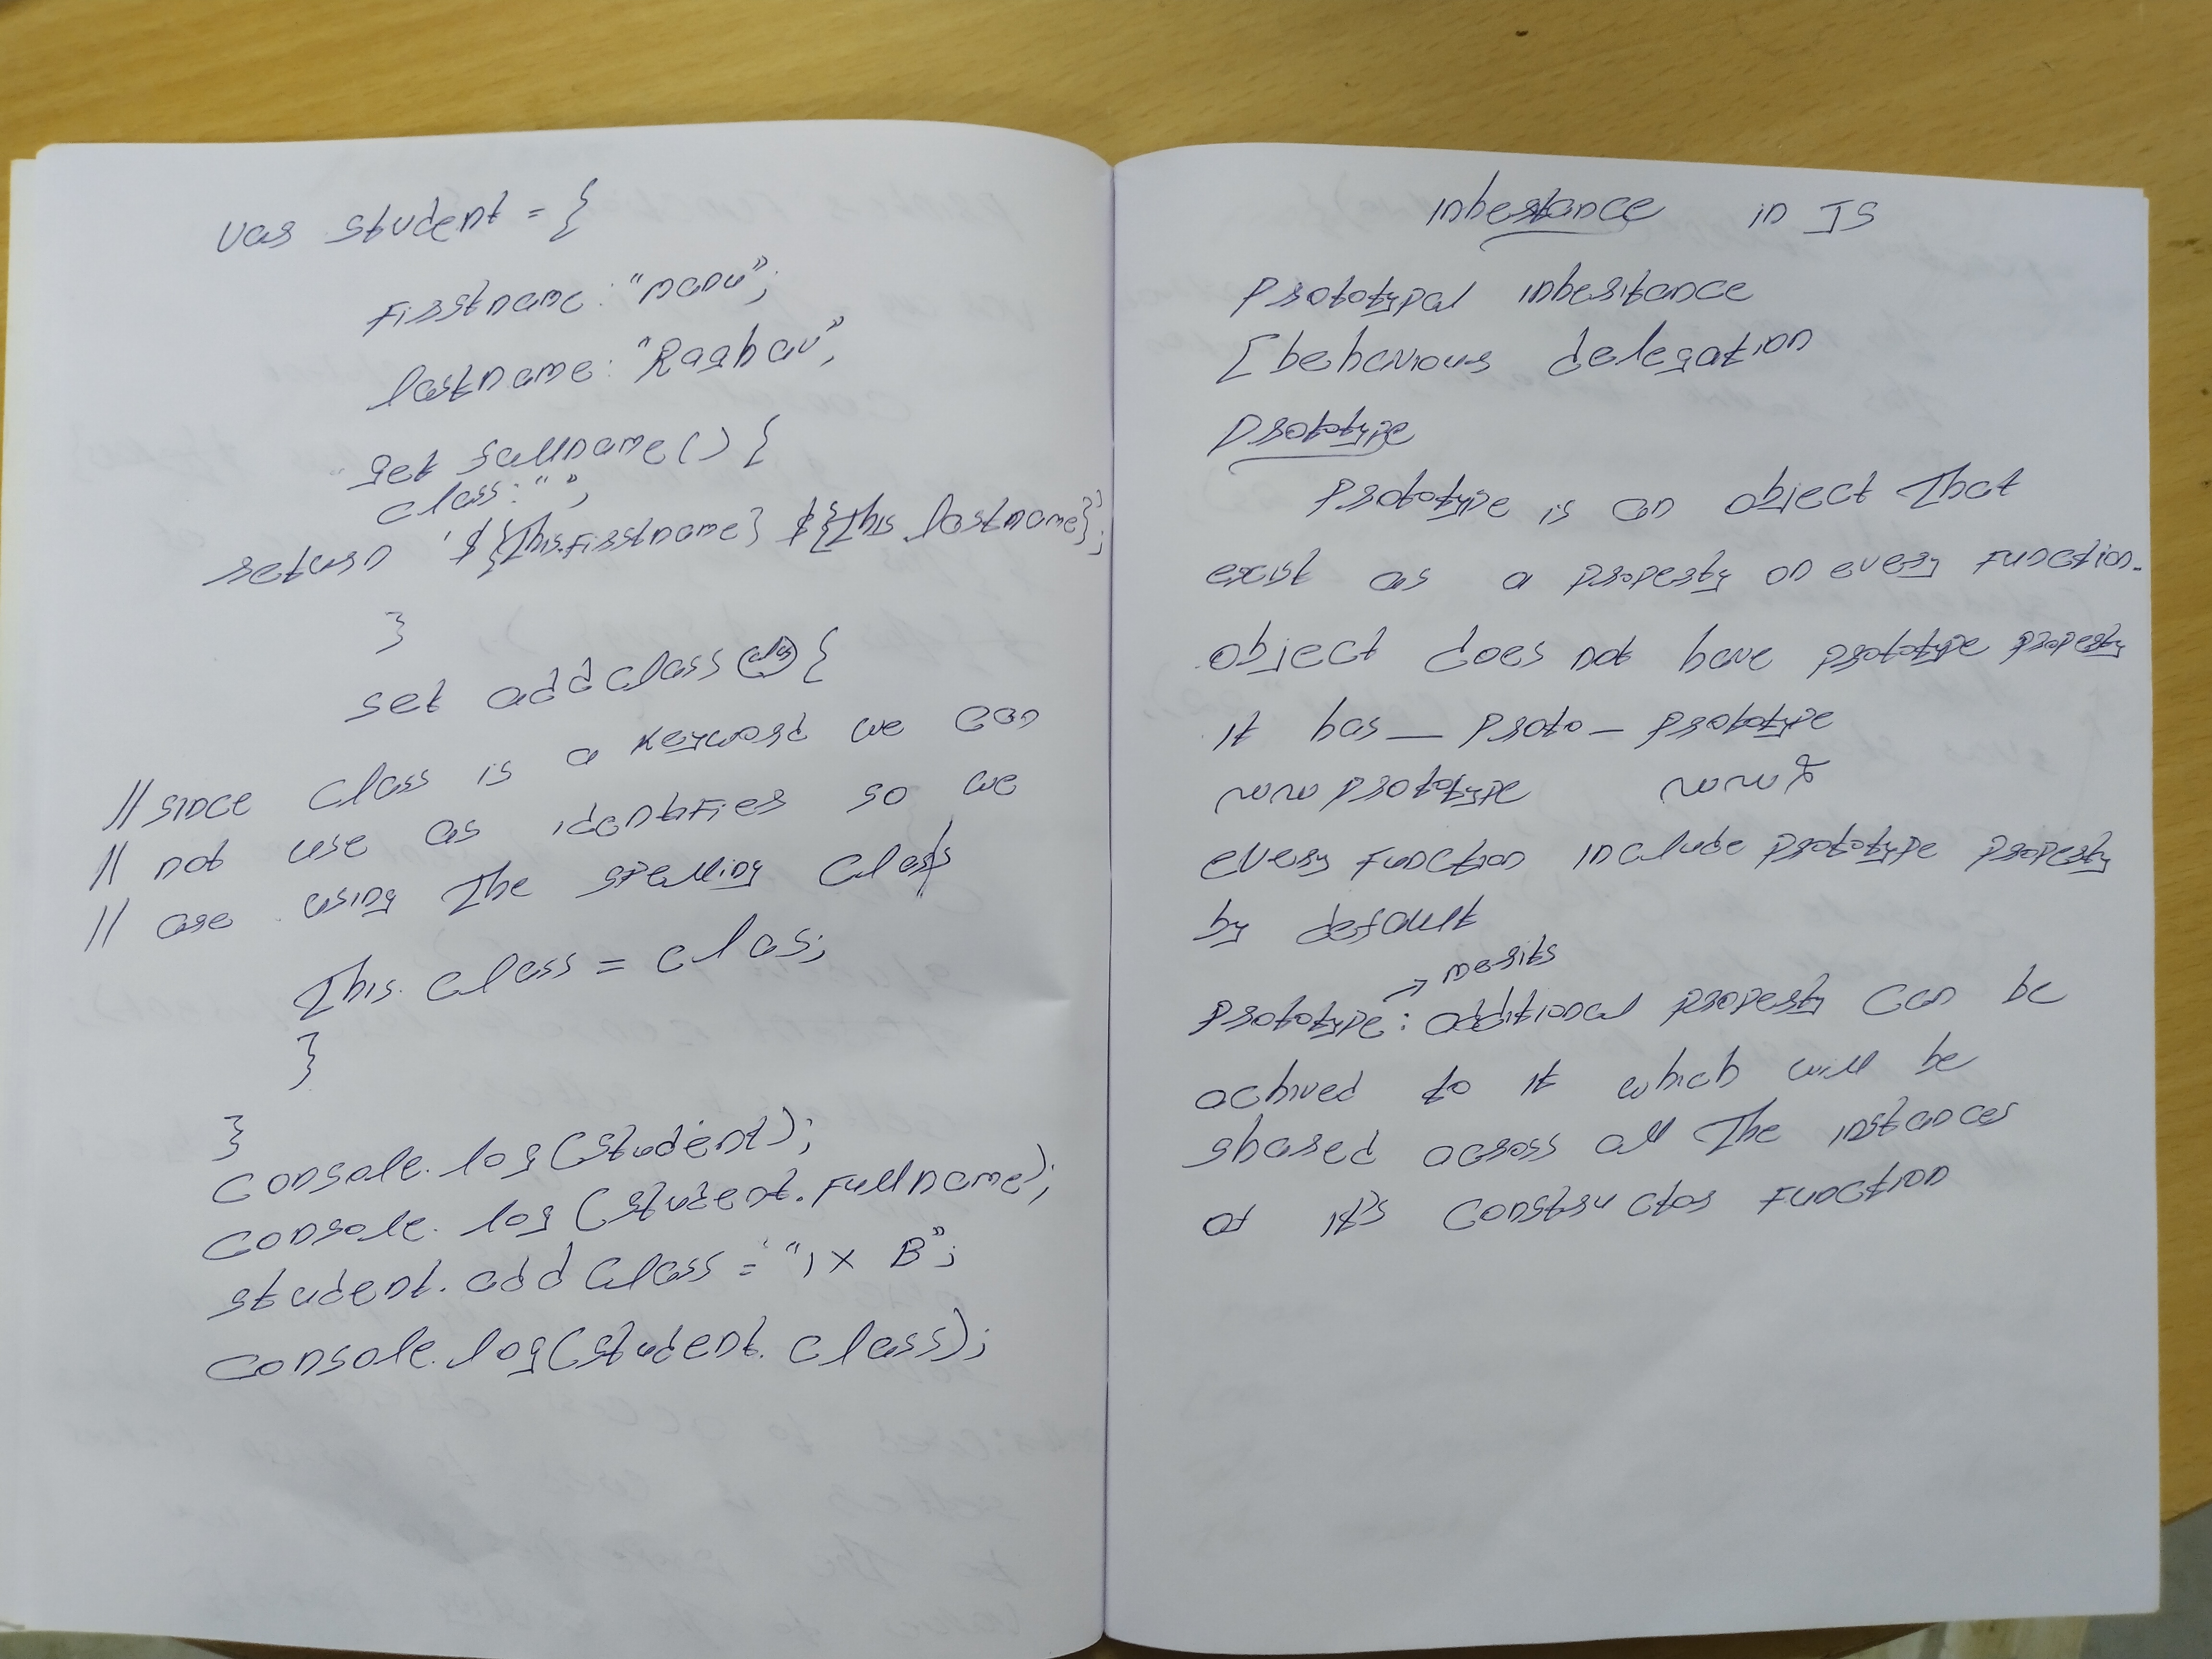 var student = {
firstname: "manu";
lastname: "Raghav";
get fullname() {
class: " ";
return '${this.firstname} ${this.lastname}';
}
set addclass(clas) {
// since class is a keyword we can
// not use as identifier so we
// are using the spelling clas
this.class = clas;
}
}
console.log(student);
console.log(student.fullname);
student.addclass = "IX B";
console.log(student.class);
inherstance in JS
Prototypal inheritance
[behaviour delegation
Prototype
Prototype is an object that
exist as a property on every function.
object does not have prototype property
it has _ proto _ prototype
prototype
every function include prototype property
by default
→ merits
Prototype: additional property can be
achived to it which will be
shared across all the instances
of it's constructor function